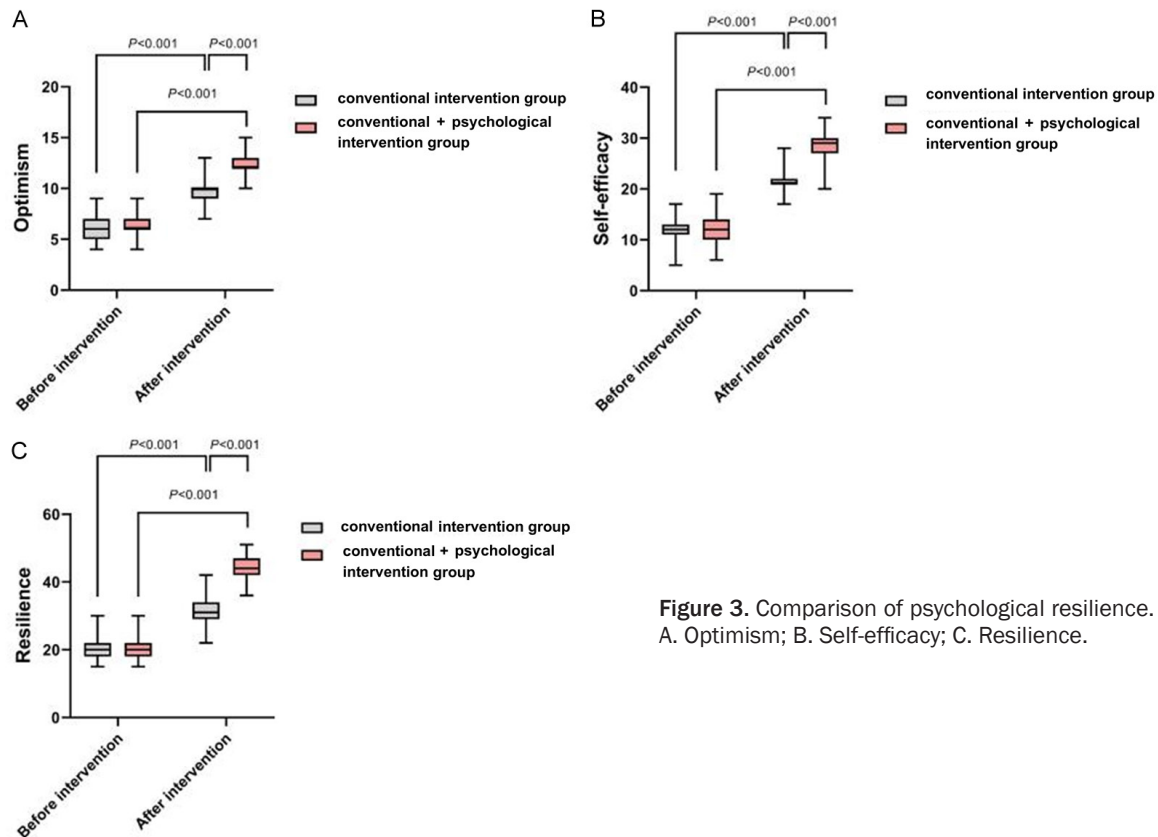 A
P<0.001 P<0.001
P<0.001
20
15
10
5
0
Optimism
Before intervention
After intervention
conventional intervention group
conventional + psychological
intervention group
B
P<0.001 P<0.001
P<0.001
40
30
20
10
0
Self-efficacy
Before intervention
After intervention
conventional intervention group
conventional + psychological
intervention group
C
P<0.001 P<0.001
P<0.001
60
40
20
0
Resilience
Before intervention
After intervention
conventional intervention group
conventional + psychological
intervention group
Figure 3. Comparison of psychological resilience.
A. Optimism; B. Self-efficacy; C. Resilience.